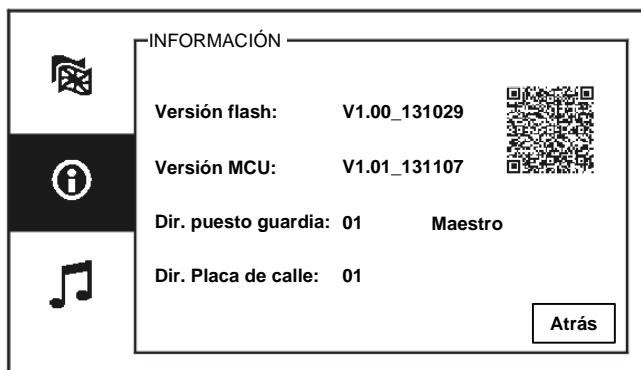 INFORMACIÓN
Versión flash: V1.00_131029
Versión MCU: V1.01_131107
Dir. puesto guardia: 01 Maestro
Dir. Placa de calle: 01
Atrás